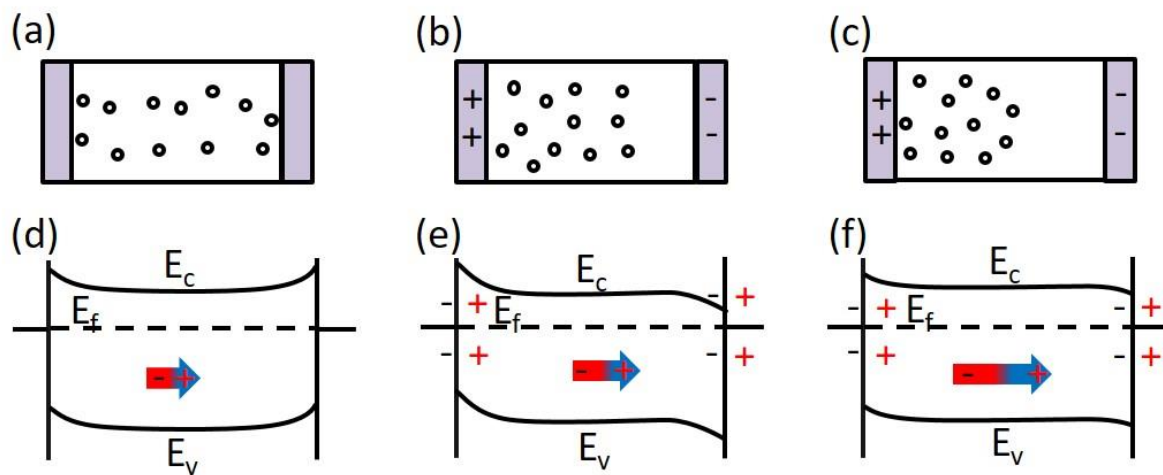 (a)
(b)
(c)
+ -
+ -
+ -
+ -
(d)
(e)
(f)
Ec
Ec
Ec
- +
- +
- +
- +
Ef
Ef
Ef
- +
- +
- +
- +
- +
- +
- +
Ev
Ev
Ev